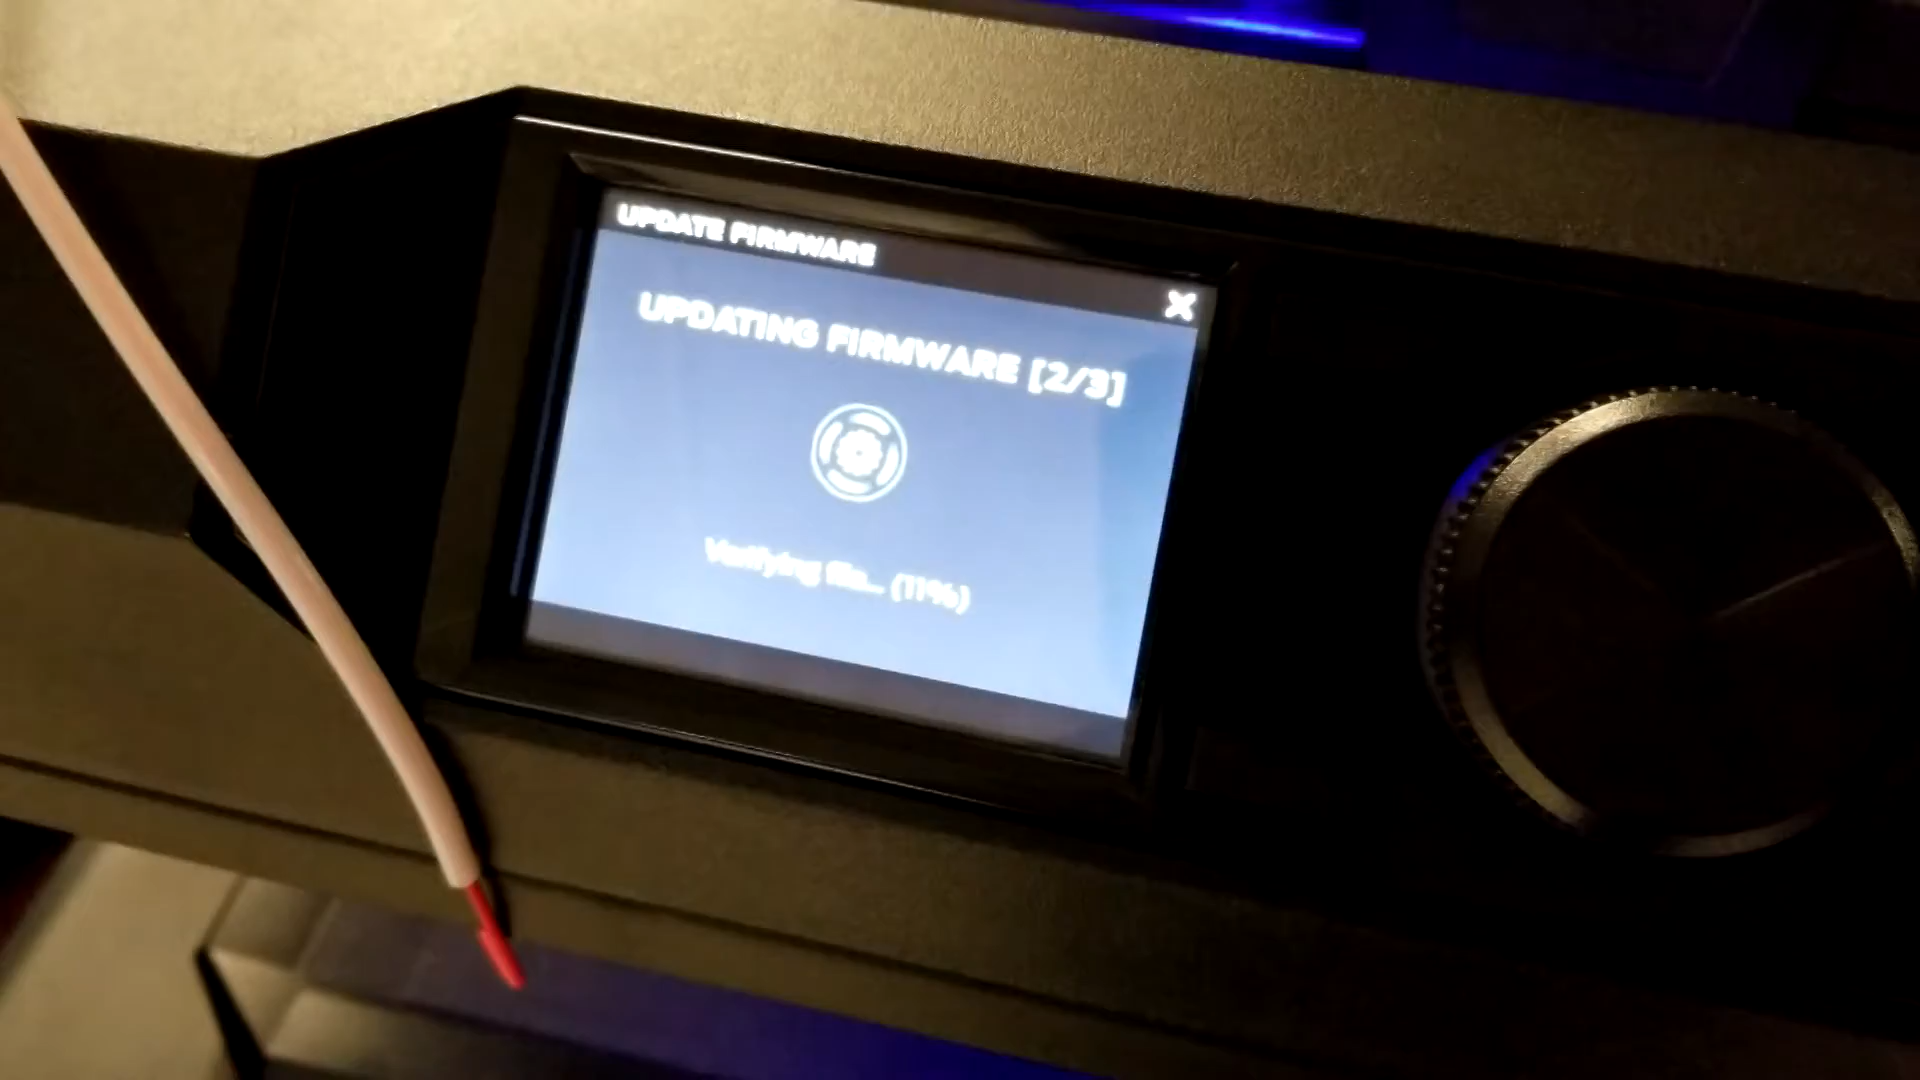 UPDATE FIRMWARE
X
UPDATING FIRMWARE [2/3]
Verifying file... (11%)